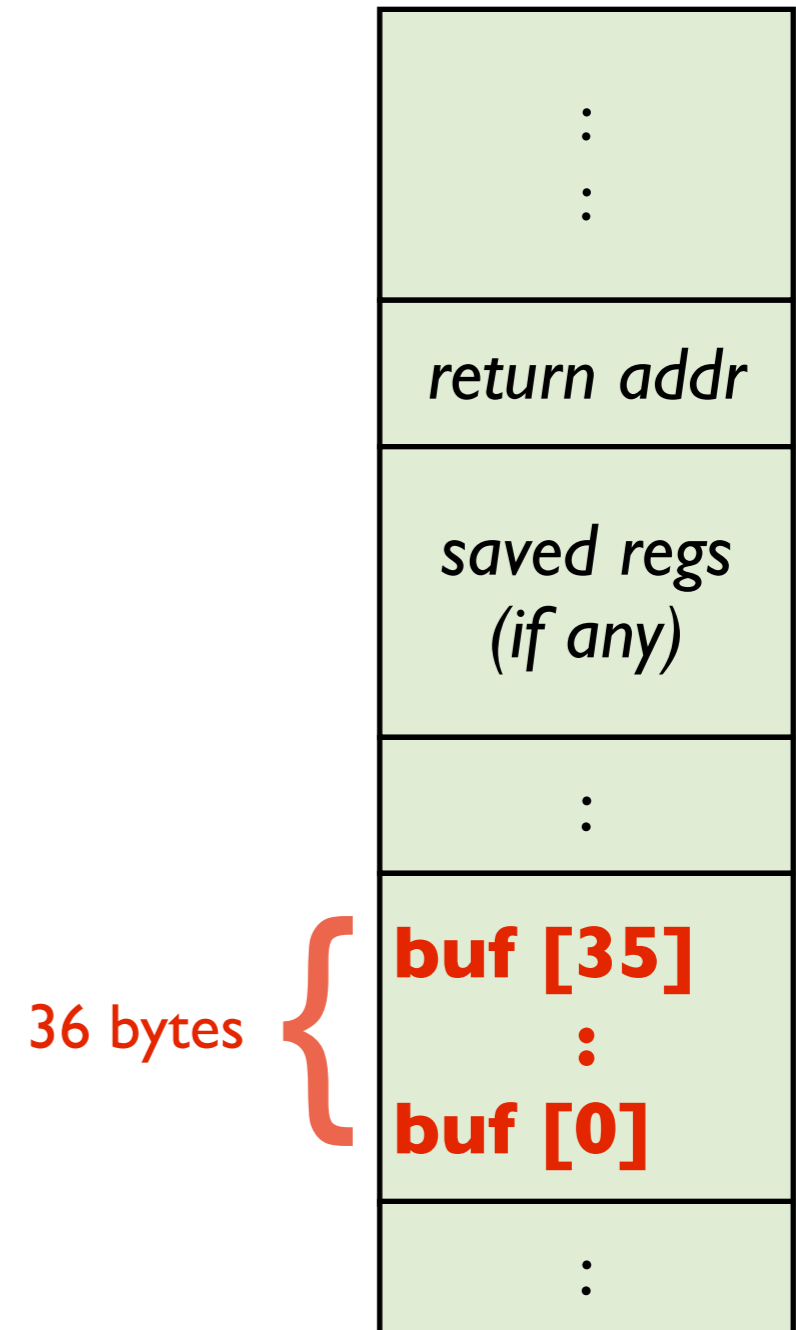 :
:
return addr
saved regs
(if any)
:
buf [35]
:
buf [0]
36 bytes {
: